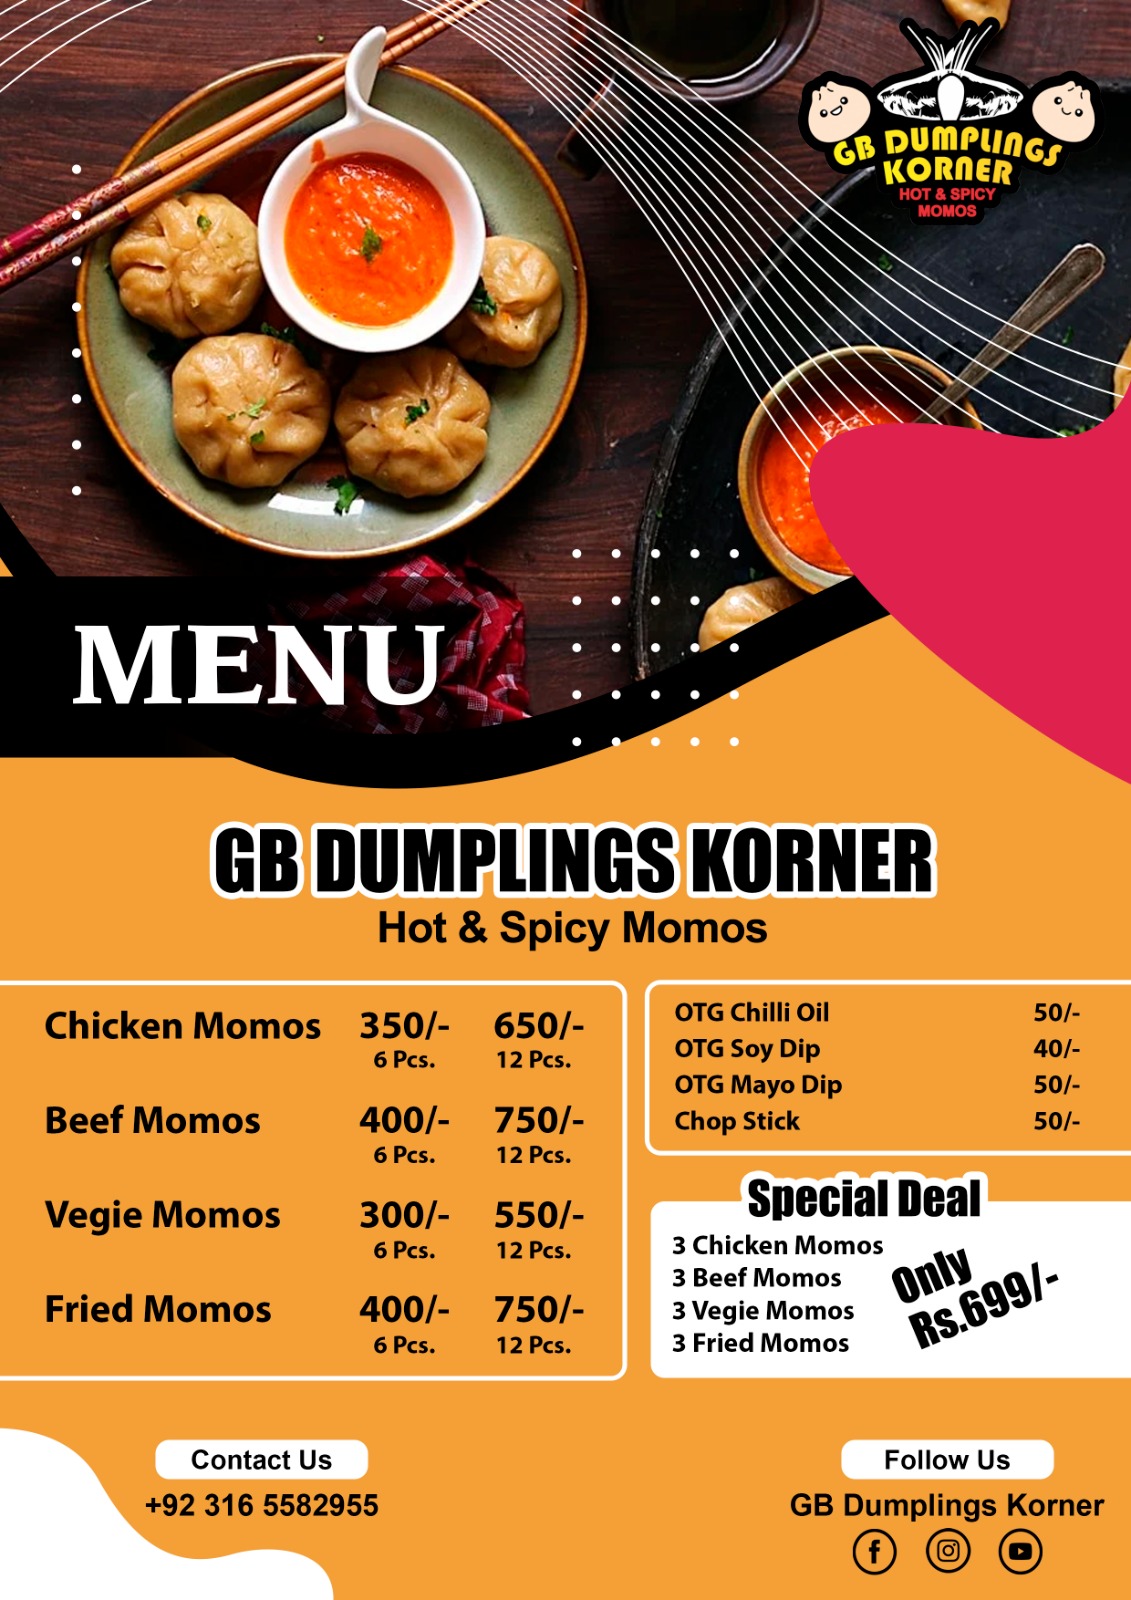 GB DUMPLINGS
KORNER
HOT & SPICY
MOMOS
MENU
GB DUMPLINGS KORNER
Hot & Spicy Momos
Chicken Momos 350/- 650/-
6 Pcs. 12 Pcs.
Beef Momos 400/- 750/-
6 Pcs. 12 Pcs.
Vegie Momos 300/- 550/-
6 Pcs. 12 Pcs.
Fried Momos 400/- 750/-
6 Pcs. 12 Pcs.
OTG Chilli Oil 50/-
OTG Soy Dip 40/-
OTG Mayo Dip 50/-
Chop Stick 50/-
Special Deal
3 Chicken Momos
3 Beef Momos
3 Vegie Momos
3 Fried Momos
Only
Rs.699/-
Contact Us
+92 316 5582955
Follow Us
GB Dumplings Korner